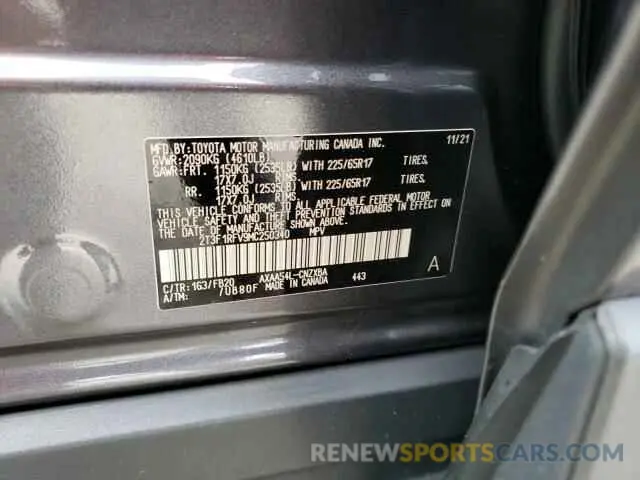 MFD.BY:TOYOTA MOTOR MANUFACTURING CANADA INC. 11/21
GVWR:2090KG (4610LB)
GAWR:FRT. 1150KG (2535LB) WITH 225/65R17 TIRES.
17X7.0J RIMS.
RR. 1150KG (2535LB) WITH 225/65R17 TIRES.
17X7.0J RIMS.
THIS VEHICLE CONFORMS TO ALL APPLICABLE FEDERAL MOTOR
VEHICLE SAFETY AND THEFT PREVENTION STANDARDS IN EFFECT ON
THE DATE OF MANUFACTURE SHOWN ABOVE.
2T3F1RFV9MC250340 MPV
C/TR:163/FB20 AXAA54L-CNZXBA 443 A
A/TM: /U880F MADE IN CANADA
RENEWSPORTSCARS.COM